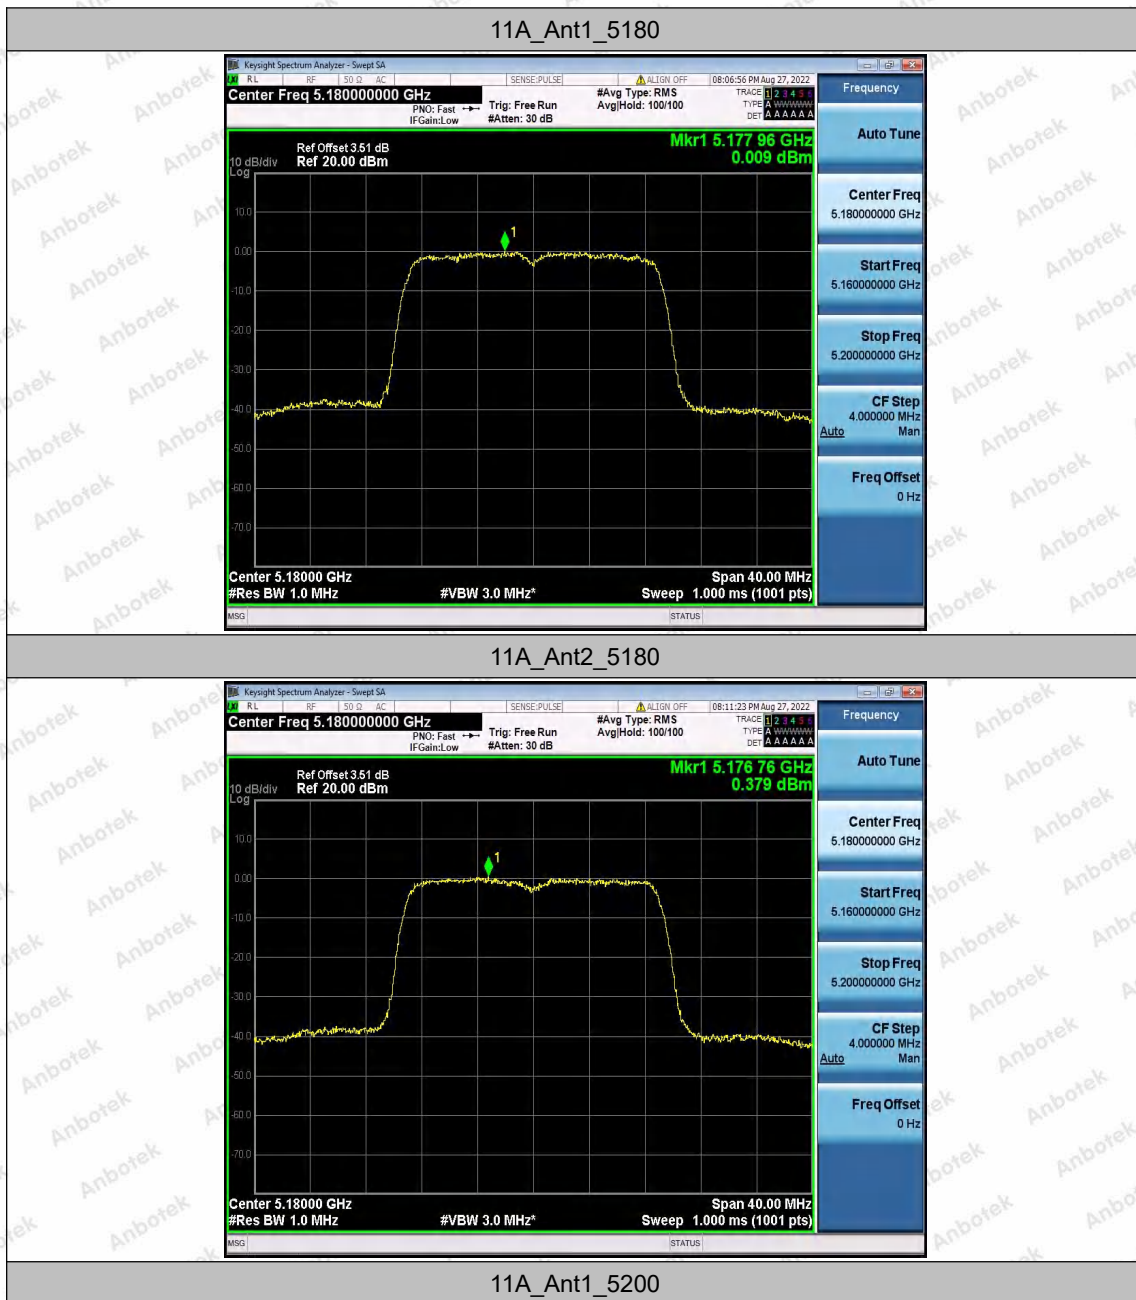 11A_Ant1_5180
Keysight Spectrum Analyzer - Swept SA
RL RF 50 Ω AC SENSE:PULSE ALIGN OFF 08:06:56 PM Aug 27, 2022
Center Freq 5.180000000 GHz
PNO: Fast
IFGain:Low
Trig: Free Run
#Atten: 30 dB
#Avg Type: RMS
Avg|Hold: 100/100
TRACE 1 2 3 4 5 6
TYPE A WWWWW
DET A A A A A A
Mkr1 5.177 96 GHz
0.009 dBm
Ref Offset 3.51 dB
10 dB/div Ref 20.00 dBm
Log
10.0
1
0.00
-10.0
-20.0
-30.0
-40.0
-50.0
-60.0
-70.0
Center 5.18000 GHz Span 40.00 MHz
#Res BW 1.0 MHz #VBW 3.0 MHz* Sweep 1.000 ms (1001 pts)
MSG STATUS
Frequency
Auto Tune
Center Freq
5.180000000 GHz
Start Freq
5.160000000 GHz
Stop Freq
5.200000000 GHz
CF Step
4.000000 MHz
Auto Man
Freq Offset
0 Hz
11A_Ant2_5180
Keysight Spectrum Analyzer - Swept SA
RL RF 50 Ω AC SENSE:PULSE ALIGN OFF 08:11:23 PM Aug 27, 2022
Center Freq 5.180000000 GHz
PNO: Fast
IFGain:Low
Trig: Free Run
#Atten: 30 dB
#Avg Type: RMS
Avg|Hold: 100/100
TRACE 1 2 3 4 5 6
TYPE A WWWWW
DET A A A A A A
Mkr1 5.176 76 GHz
0.379 dBm
Ref Offset 3.51 dB
10 dB/div Ref 20.00 dBm
Log
10.0
1
0.00
-10.0
-20.0
-30.0
-40.0
-50.0
-60.0
-70.0
Center 5.18000 GHz Span 40.00 MHz
#Res BW 1.0 MHz #VBW 3.0 MHz* Sweep 1.000 ms (1001 pts)
MSG STATUS
Frequency
Auto Tune
Center Freq
5.180000000 GHz
Start Freq
5.160000000 GHz
Stop Freq
5.200000000 GHz
CF Step
4.000000 MHz
Auto Man
Freq Offset
0 Hz
11A_Ant1_5200
Anbotek